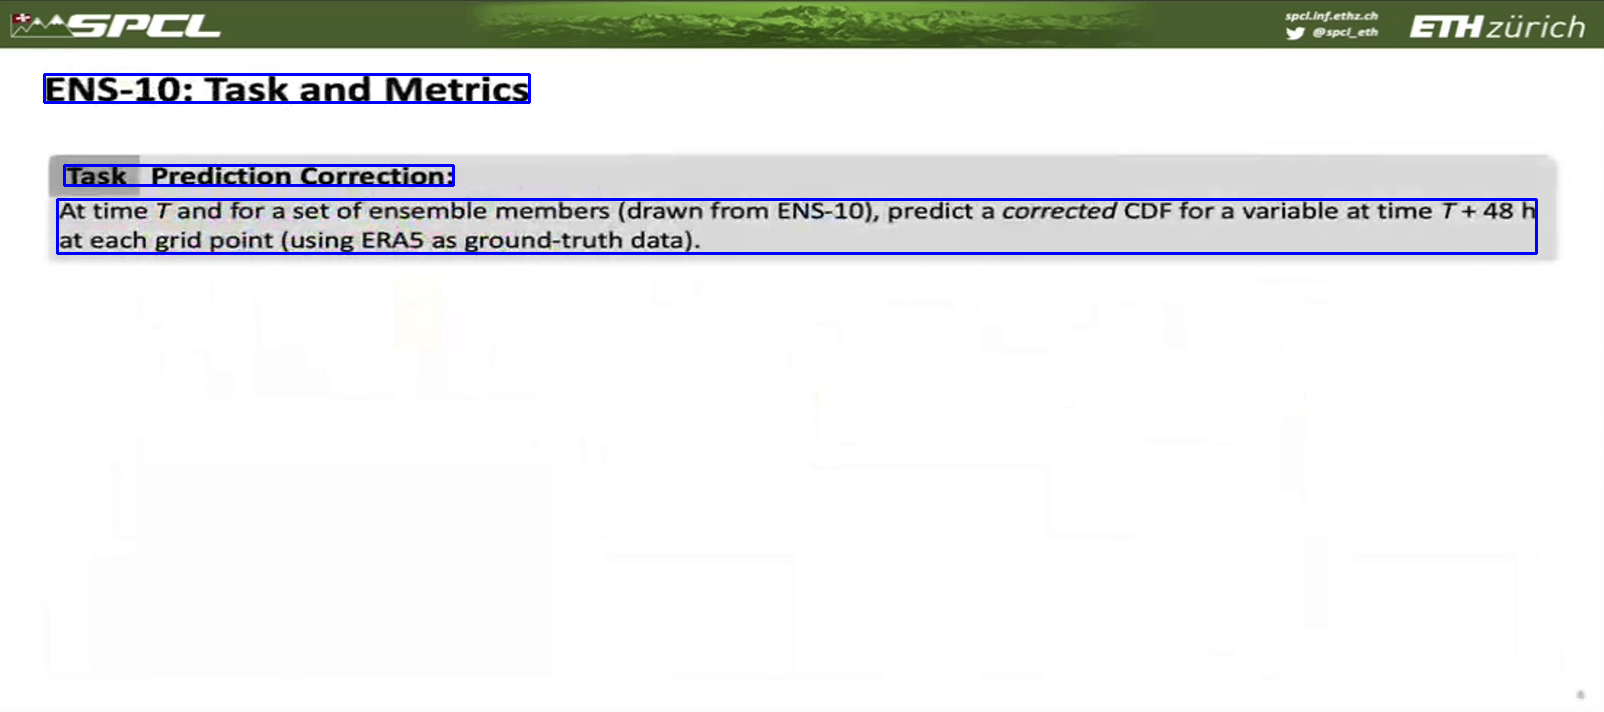 SPCL
spcl.inf.ethz.ch
@spcl_eth
ETH zürich
ENS-10: Task and Metrics
Task Prediction Correction:
At time T and for a set of ensemble members (drawn from ENS-10), predict a corrected CDF for a variable at time T + 48 h
at each grid point (using ERA5 as ground-truth data).